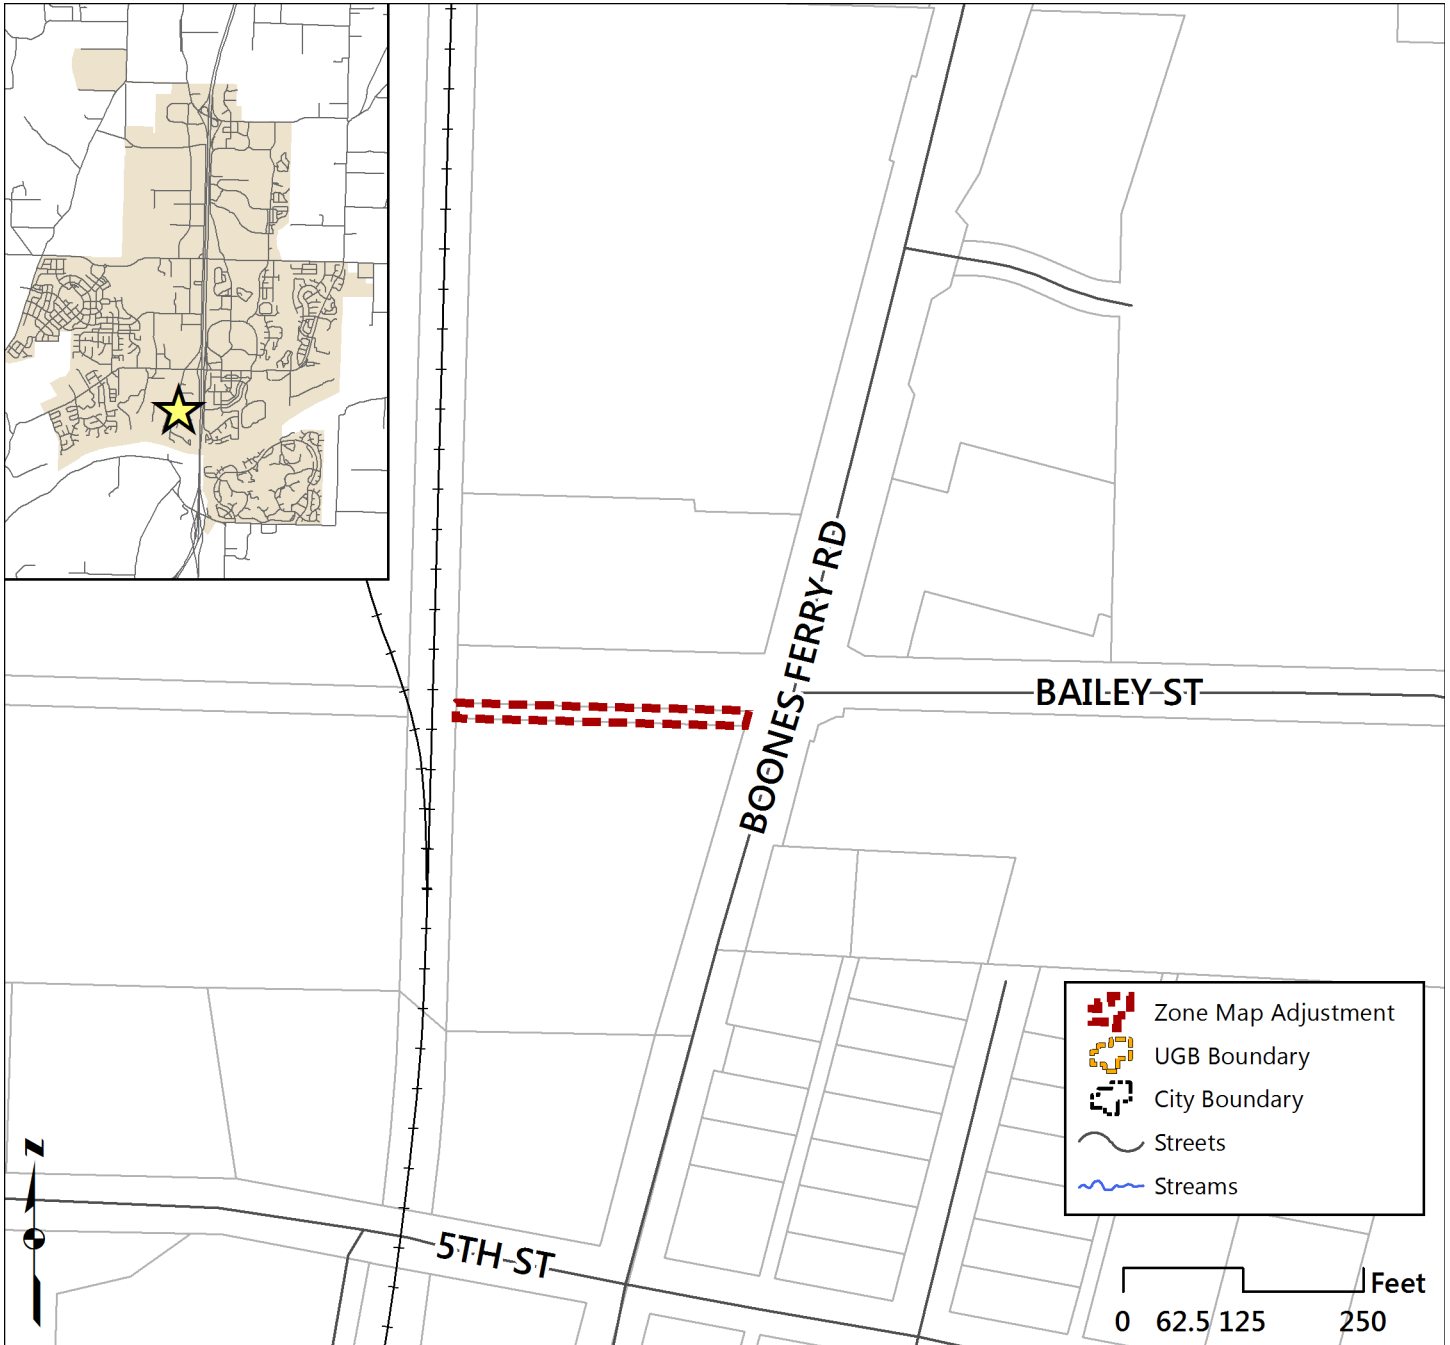 BOONES FERRY RD
BAILEY ST
5TH ST
Zone Map Adjustment
UGB Boundary
City Boundary
Streets
Streams
N
Feet
0 62.5 125 250